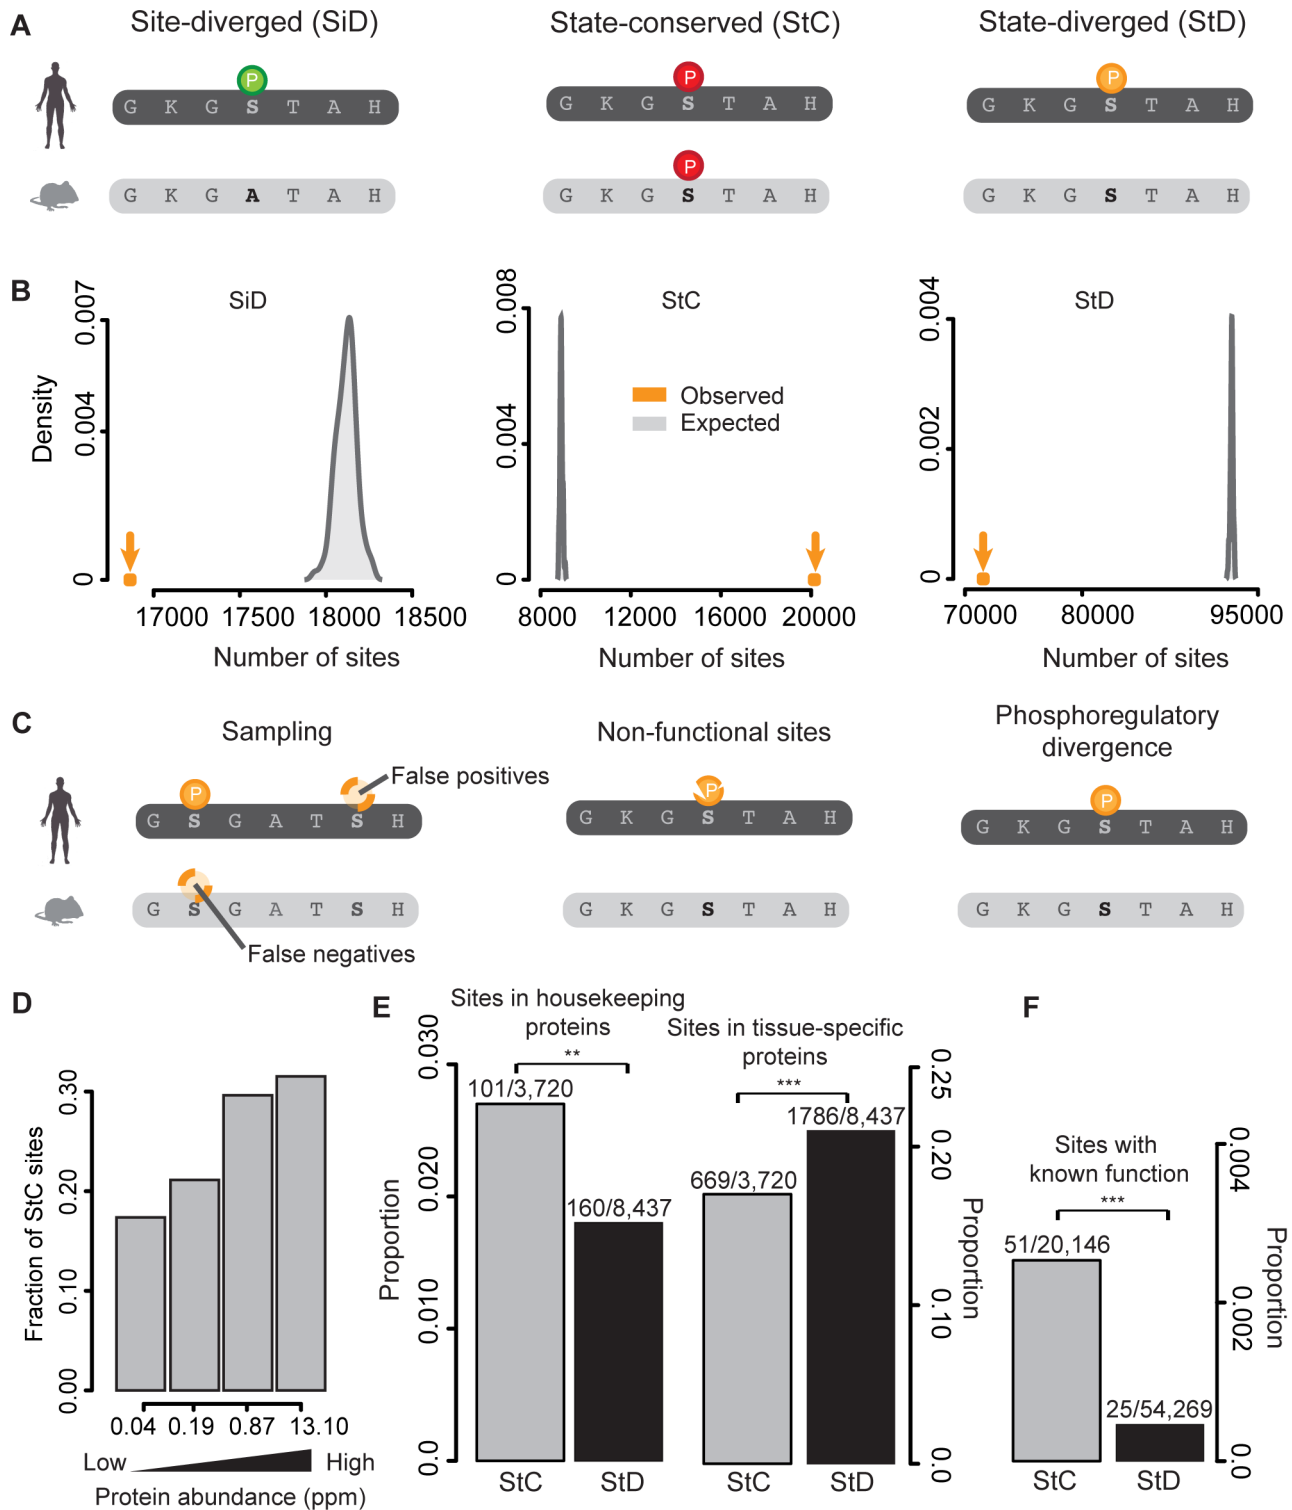 A
Site-diverged (SiD)
State-conserved (StC)
State-diverged (StD)
P
P
P
G K G S T A H
G K G S T A H
G K G S T A H
P
G K G A T A H
G K G S T A H
G K G S T A H
B
SiD
StC
StD
Density
0.007
0.004
0
0.008
0.004
0
0.004
0.002
0
Observed
Expected
17000 17500 18000 18500
8000 12000 16000 20000
70000 80000 95000
Number of sites
Number of sites
Number of sites
C
Sampling
Non-functional sites
Phosphoregulatory
divergence
False positives
P
P
P
G S G A T S H
G K G S T A H
G K G S T A H
G S G A T S H
G K G S T A H
G K G S T A H
False negatives
D
Fraction of StC sites
0.30
0.20
0.10
0.00
0.04 0.19 0.87 13.10
Low High
Protein abundance (ppm)
E
Sites in housekeeping
proteins
**
Sites in tissue-specific
proteins
***
Proportion
0.030
0.020
0.010
0.0
101/3,720
160/8,437
669/3,720
1786/8,437
StC StD
StC StD
0.25
0.20
0.10
0.0
Proportion
F
Sites with
known function
***
51/20,146
25/54,269
StC StD
0.004
0.002
0.0
Proportion